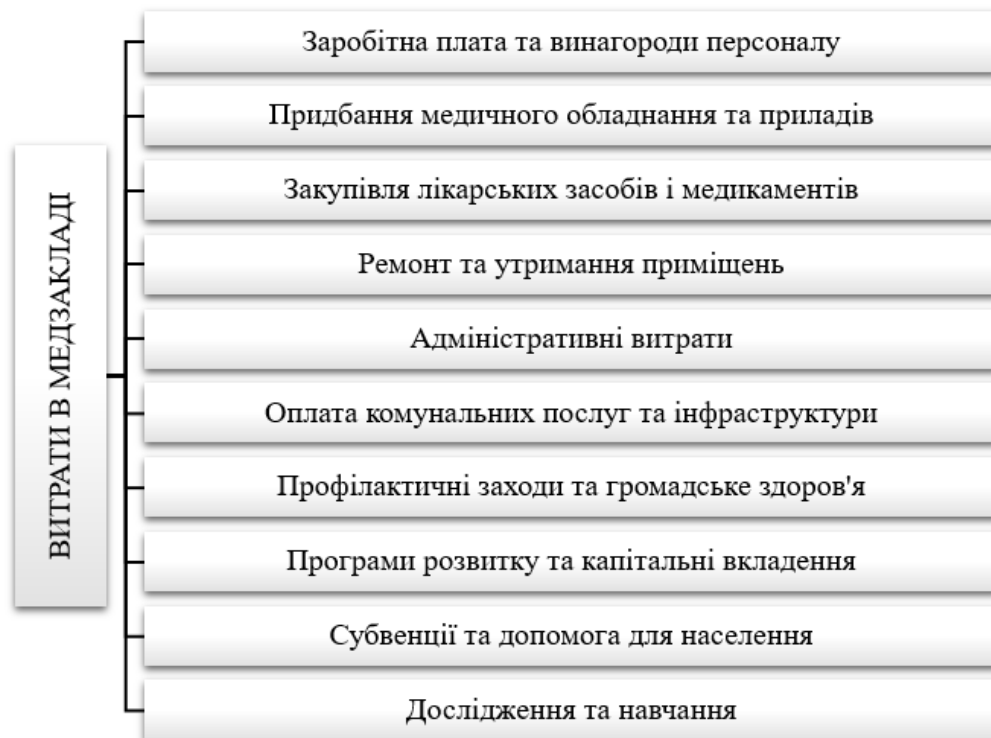 ВИТРАТИ В МЕДЗАКЛАДІ
Заробітна плата та винагороди персоналу
Придбання медичного обладнання та приладів
Закупівля лікарських засобів і медикаментів
Ремонт та утримання приміщень
Адміністративні витрати
Оплата комунальних послуг та інфраструктури
Профілактичні заходи та громадське здоров'я
Програми розвитку та капітальні вкладення
Субвенції та допомога для населення
Дослідження та навчання